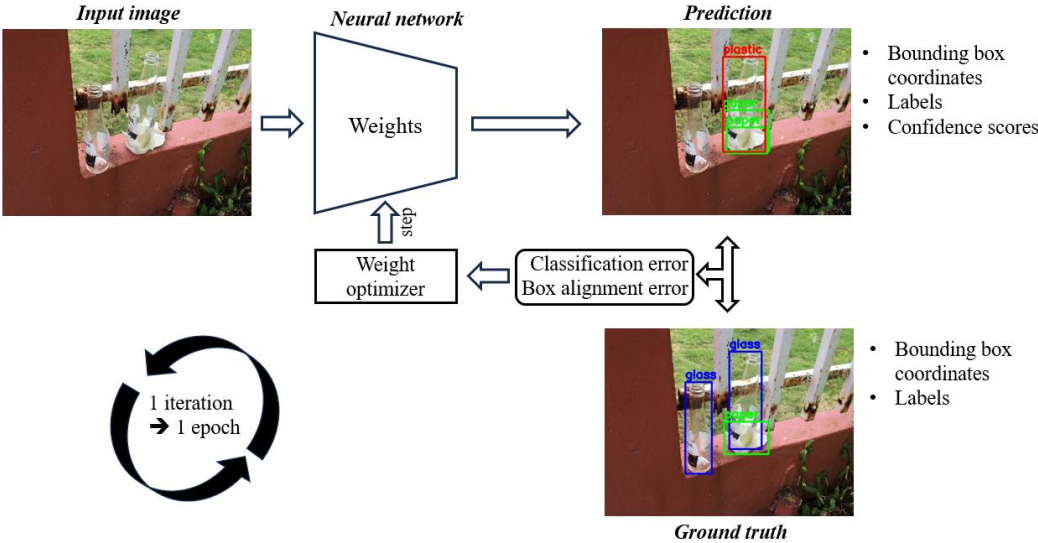 Input image
Neural network
Prediction
plastic
paper
paper
Weights
• Bounding box
coordinates
• Labels
• Confidence scores
step
Weight
optimizer
Classification error
Box alignment error
1 iteration
➔ 1 epoch
glass
glass
paper
• Bounding box
coordinates
• Labels
Ground truth